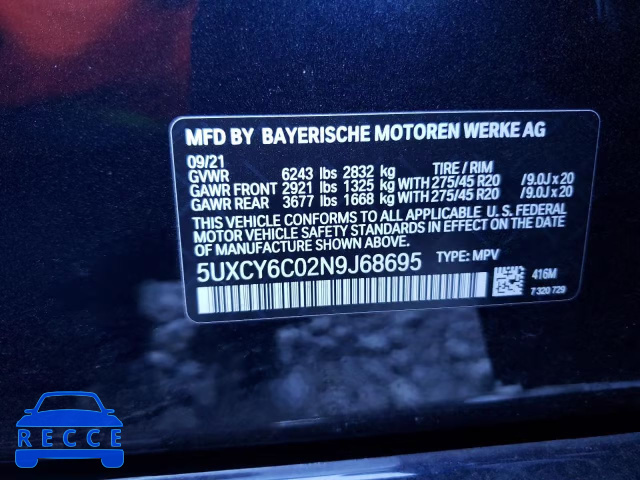 MFD BY BAYERISCHE MOTOREN WERKE AG
09/21
GVWR 6243 lbs 2832 kg TIRE / RIM
GAWR FRONT 2921 lbs 1325 kg WITH 275/45 R20 / 9.0J x 20
GAWR REAR 3677 lbs 1668 kg WITH 275/45 R20 / 9.0J x 20
THIS VEHICLE CONFORMS TO ALL APPLICABLE U.S. FEDERAL
MOTOR VEHICLE SAFETY STANDARDS IN EFFECT ON THE DATE
OF MANUFACTURE SHOWN ABOVE.
5UXCY6C02N9J68695 TYPE: MPV
416M
7 320 729
RECCE